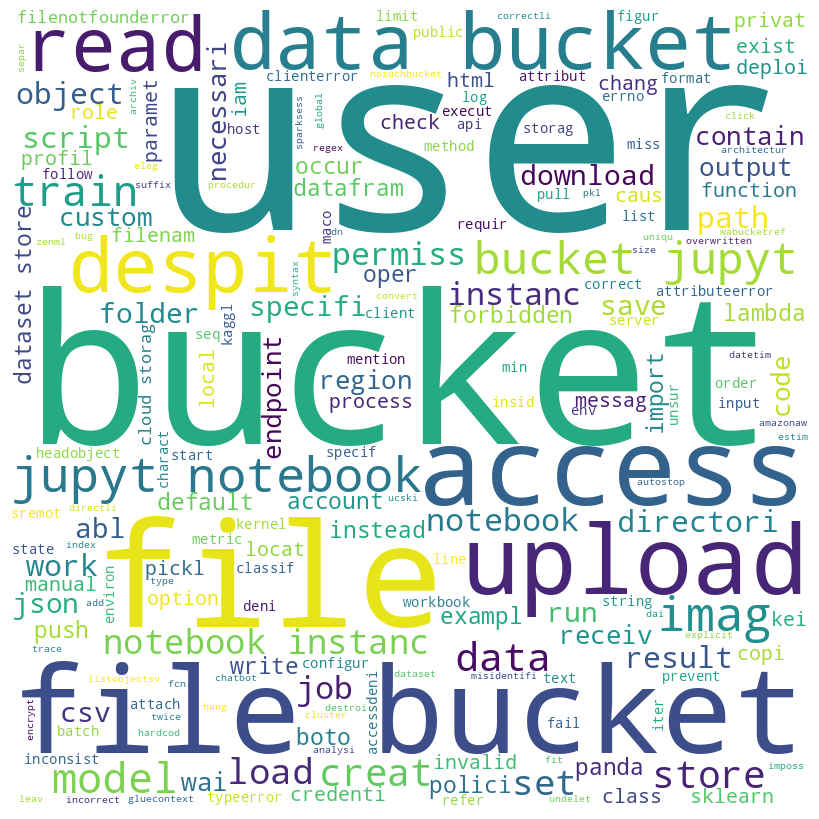 filenotfounderror
limit
correctli
figur
privat
public
read
data bucket
exist
deploi
separ
archiv
clienterror
nosuchbucket
html
attribut
chang
format
errno
object
role
paramet
necessari
iam
sparksess
global
user
log
execut
api
check
storag
miss
contain
architectur
click
script
profil
host
regex
method
occur
datafram
download
output
function
follow
eleg
suffix
procedur
train
pull
pkl
caus
list
path
custom
filenam
zenml
bug
maco
dn
requir
uniqu
wabucketref
overwritten
size
dataset store
despit
permiss
oper
bucket
jupyt
syntax
convert
client
instanc
correct
attributeerror
folder
specifi
forbidden
save
server
lambda
cloud storag
seq
kaggl
local
endpoint
bucket
mention
min
region
process
insid
messag
env
import
unsur
datetim
order
input
code
amazonaw
estim
headobject
charact
start
specif
jupyt notebook
access
autostop
directli
sremot
default
account
ucski
notebook
directori
abl
metric
kernel
instead
file
upload
state
index
work
locat
line
manual
pickl
classif
environ
type
option
deni
workbook
string
json
add
exampl
run
dai
imag
kei
push
notebook instanc
receiv
explicit
trace
copi
listobjectsv
fcn
write
configur
data
result
prevent
file bucket
chatbot
job
dataset
misidentifi
text
csv
attach
accessdeni
encrypt
twice
hang
destroi
cluster
boto
fail
iter
batch
hardcod
analysi
inconsist
model
wai
load
creat
invalid
fit
panda
imposs
polici
set
store
typeerror
credenti
refer
class
sklearn
leav
incorrect
gluecontext
undelet